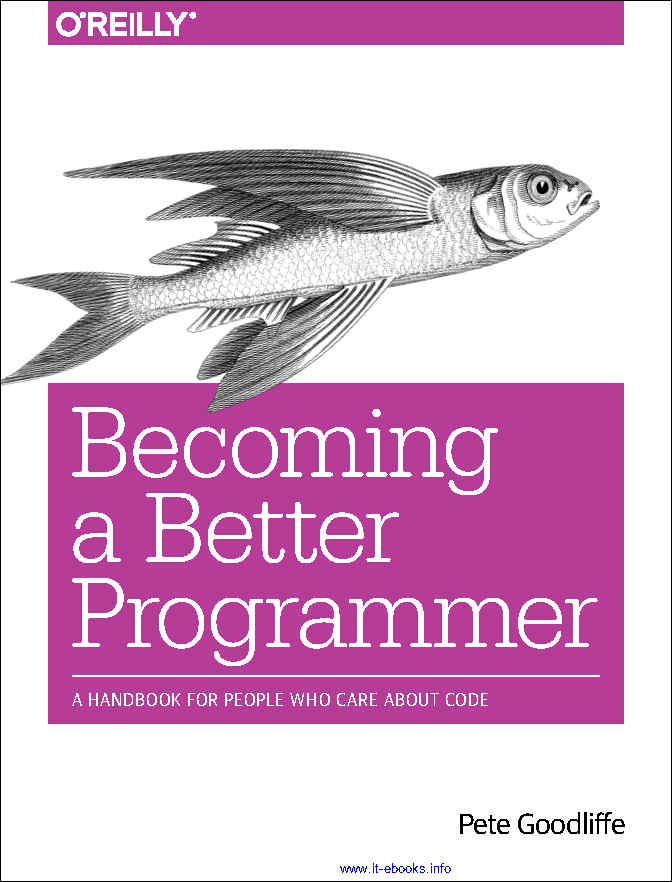 O'REILLY®
Becoming
a Better
Programmer
A HANDBOOK FOR PEOPLE WHO CARE ABOUT CODE
Pete Goodliffe
www.it-ebooks.info